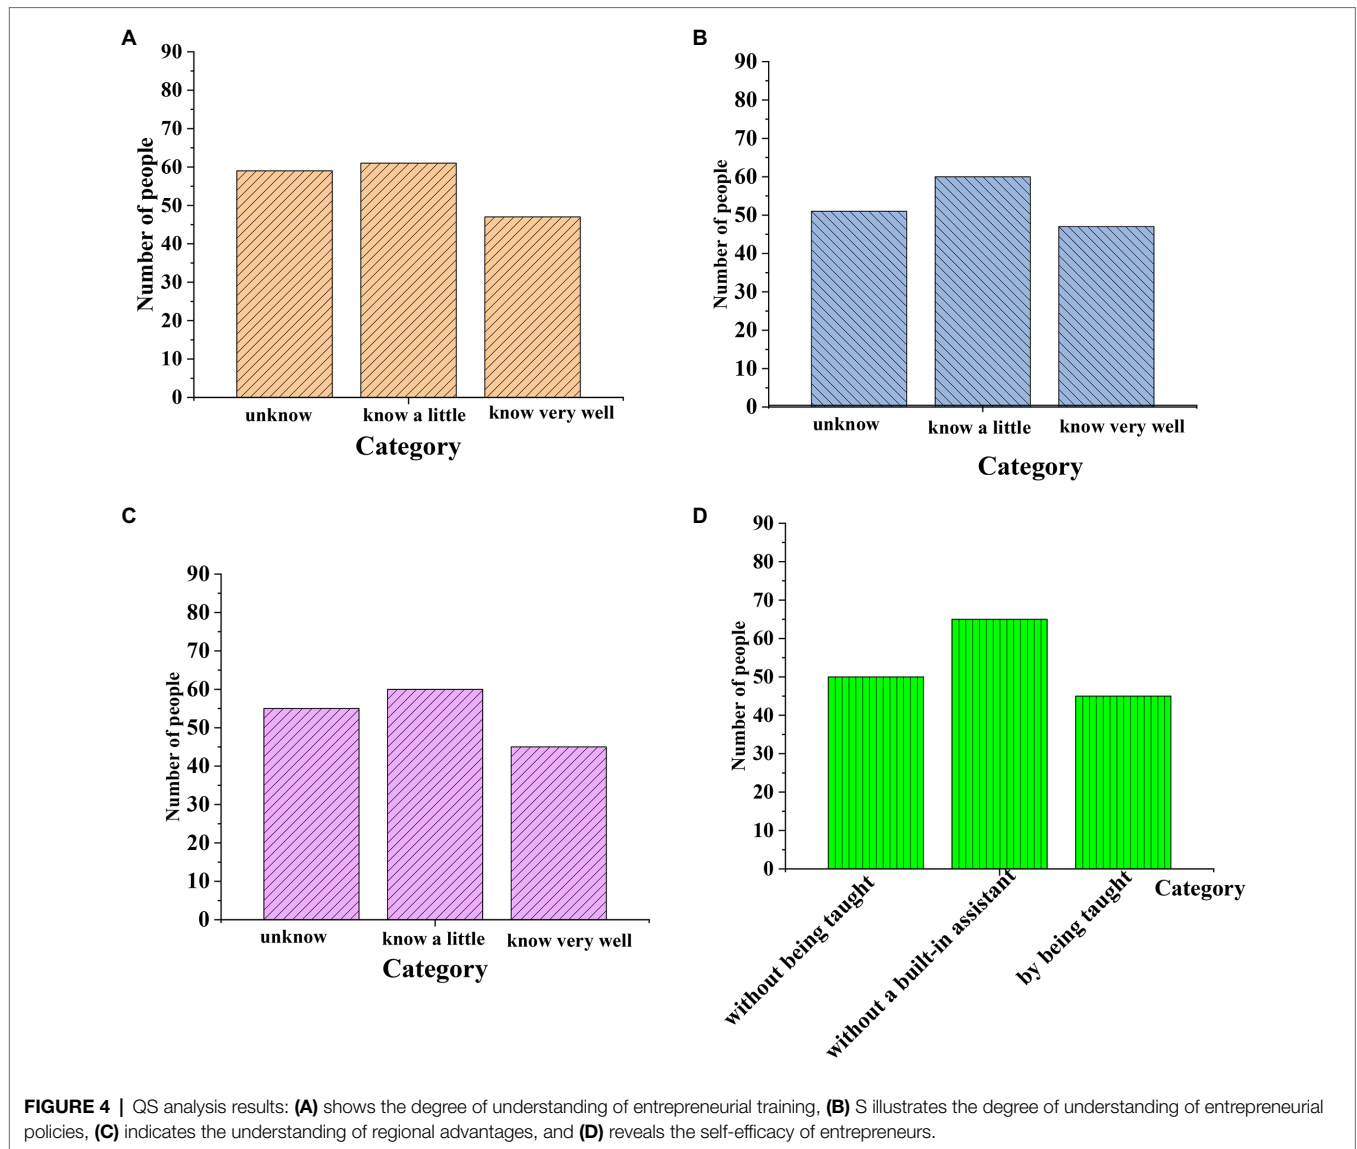 A
90
80
70
60
50
40
30
20
10
0
Number of people
unknow know a little know very well
Category
B
90
80
70
60
50
40
30
20
10
0
Number of people
unknow know a little know very well
Category
C
90
80
70
60
50
40
30
20
10
0
Number of people
unknow know a little know very well
Category
D
90
80
70
60
50
40
30
20
10
0
Number of people
without being taught
without a built-in assistant
by being taught
Category
FIGURE 4 | QS analysis results: (A) shows the degree of understanding of entrepreneurial training, (B) S illustrates the degree of understanding of entrepreneurial
policies, (C) indicates the understanding of regional advantages, and (D) reveals the self-efficacy of entrepreneurs.